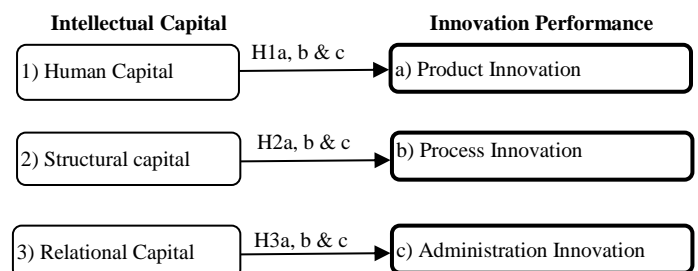 Intellectual Capital
Innovation Performance
1) Human Capital
H1a, b & c
a) Product Innovation
2) Structural capital
H2a, b & c
b) Process Innovation
3) Relational Capital
H3a, b & c
c) Administration Innovation